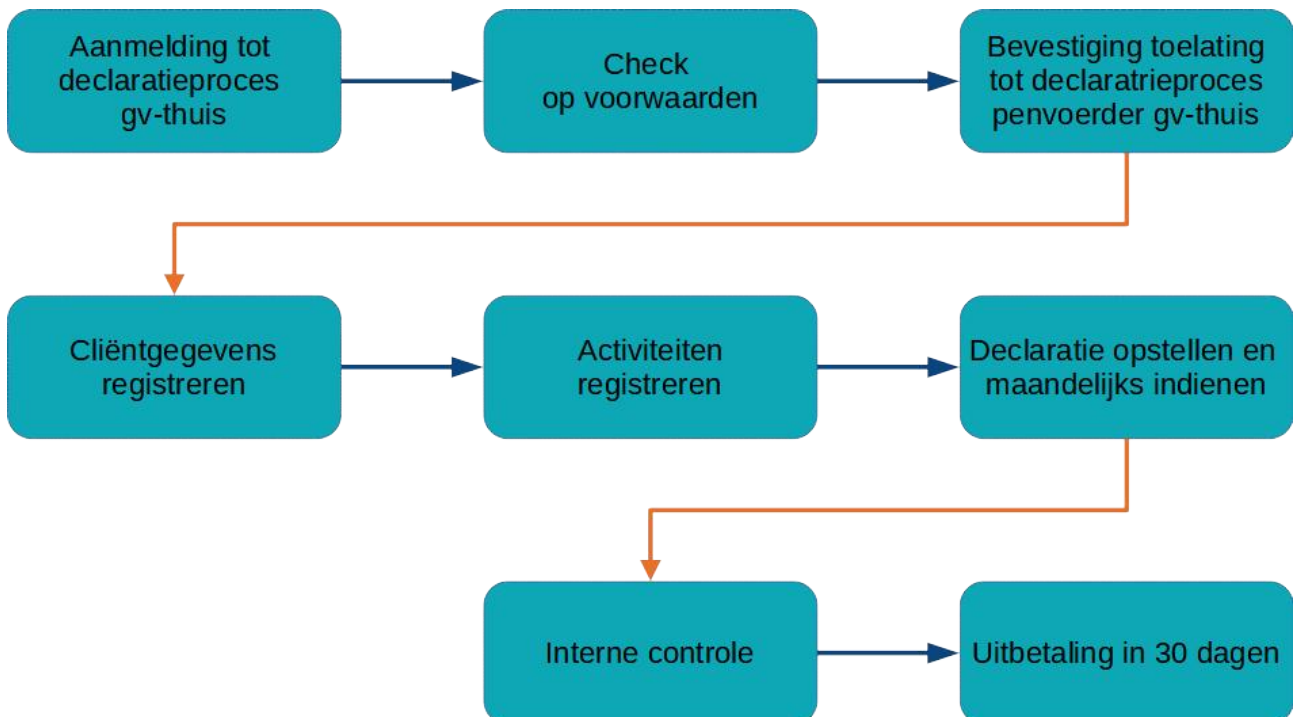 Aanmelding tot
declaratieproces
gv-thuis
Check
op voorwaarden
Bevestiging toelating
tot declaratrieproces
penvoerder gv-thuis
Cliëntgegevens
registreren
Activiteiten
registreren
Declaratie opstellen en
maandelijks indienen
Interne controle
Uitbetaling in 30 dagen